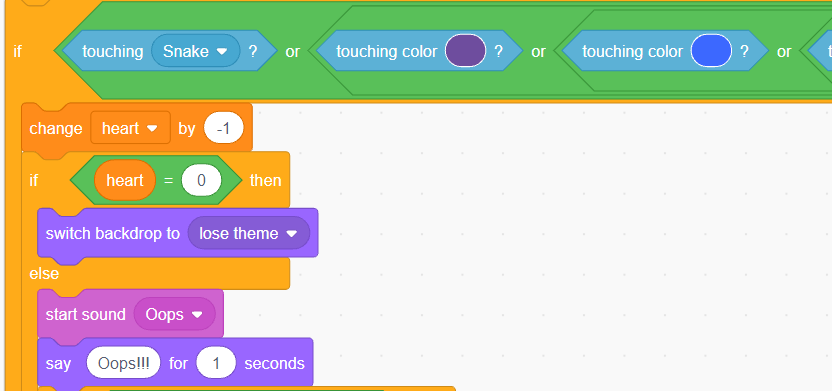 if touching Snake ? or touching color ? or touching color ? or
change heart by -1
if heart = 0 then
switch backdrop to lose theme
else
start sound Oops
say Oops!!! for 1 seconds